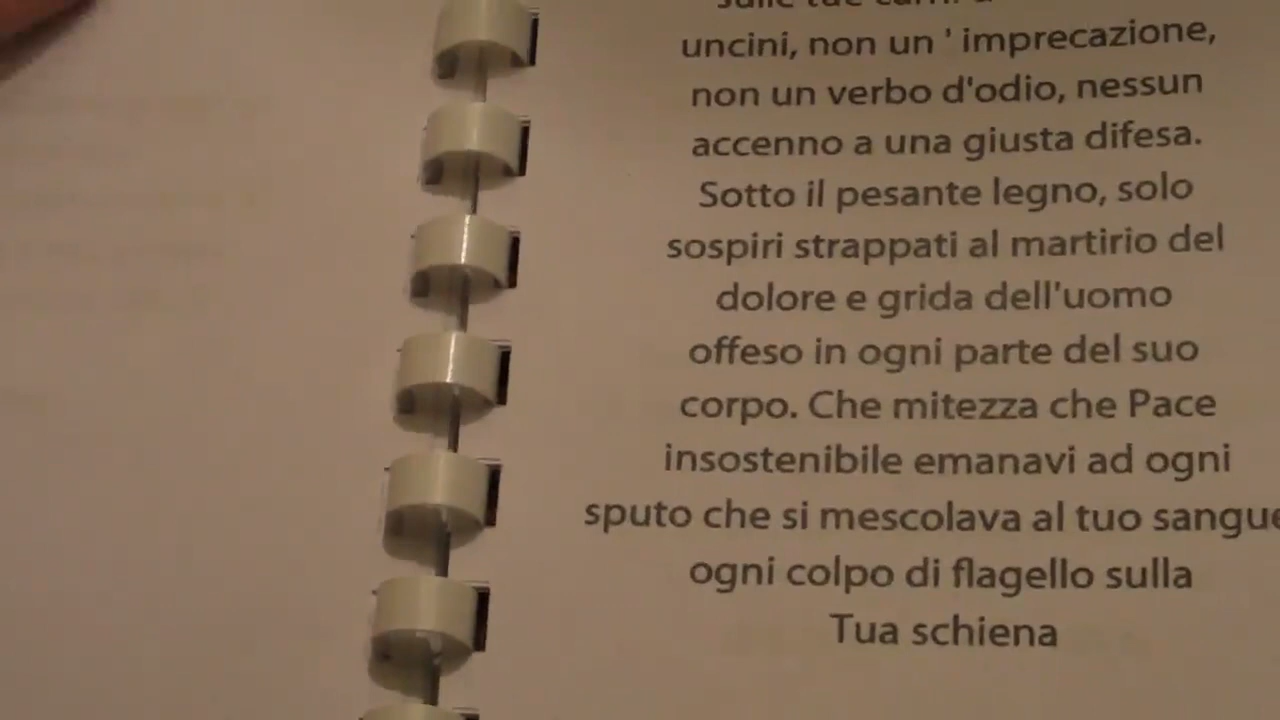 uncini, non un ' imprecazione,
non un verbo d'odio, nessun
accenno a una giusta difesa.
Sotto il pesante legno, solo
sospiri strappati al martirio del
dolore e grida dell'uomo
offeso in ogni parte del suo
corpo. Che mitezza che Pace
insostenibile emanavi ad ogni
sputo che si mescolava al tuo sangue
ogni colpo di flagello sulla
Tua schiena